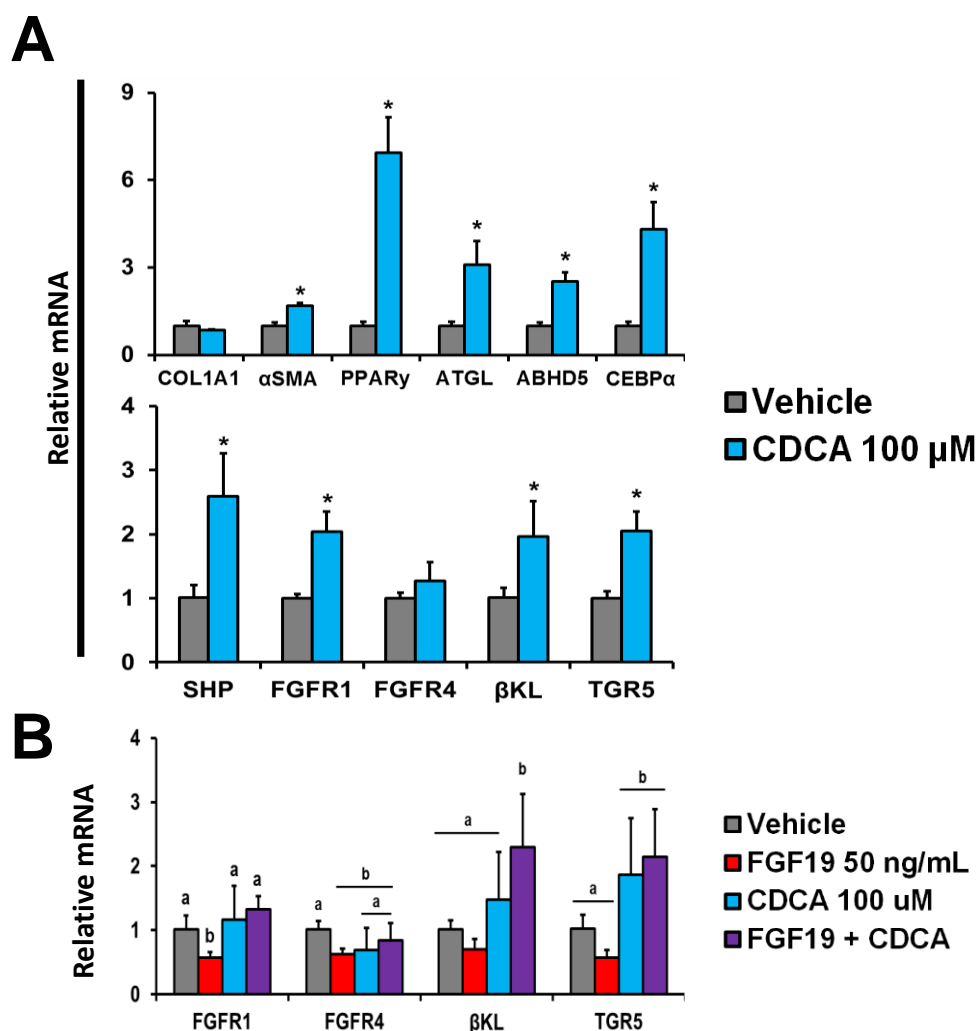 A
Relative mRNA
9
6
3
0
* * * * *
COL1A1 αSMA PPARy ATGL ABHD5 CEBPα
4
3
2
1
0
* * * *
SHP FGFR1 FGFR4 βKL TGR5
Vehicle
CDCA 100 µM
B
Relative mRNA
4
3
2
1
0
a b a a
a b a
a b
a b
FGFR1 FGFR4 βKL TGR5
Vehicle
FGF19 50 ng/mL
CDCA 100 uM
FGF19 + CDCA